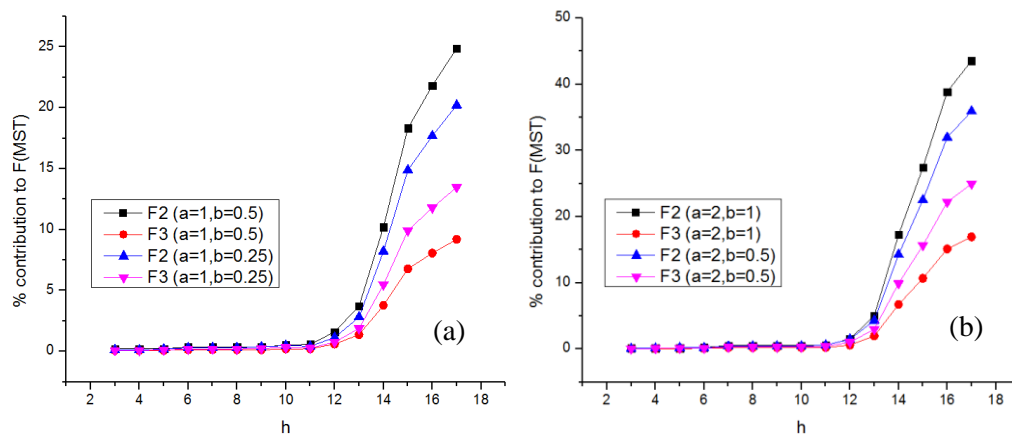 % contribution to F(MST)
25
20
15
10
5
0
F2 (a=1,b=0.5)
F3 (a=1,b=0.5)
F2 (a=1,b=0.25)
F3 (a=1,b=0.25)
(a)
2 4 6 8 10 12 14 16 18
h
% contribution to F(MST)
50
40
30
20
10
0
F2 (a=2,b=1)
F3 (a=2,b=1)
F2 (a=2,b=0.5)
F3 (a=2,b=0.5)
(b)
2 4 6 8 10 12 14 16 18
h